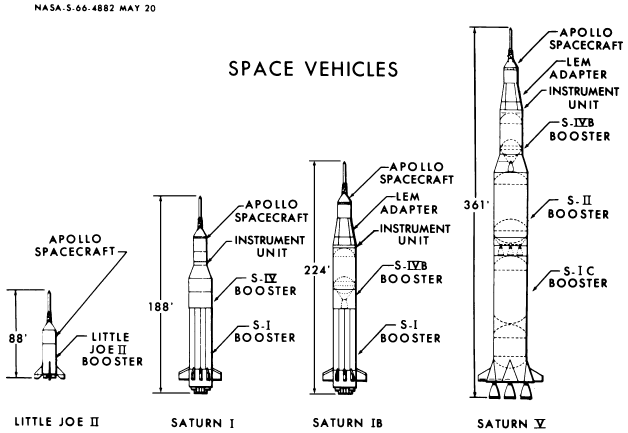 NASA-S-66-4882 MAY 20
SPACE VEHICLES
APOLLO
SPACECRAFT
88'
LITTLE
JOE II
BOOSTER
LITTLE JOE II
188'
APOLLO
SPACECRAFT
INSTRUMENT
UNIT
S-IV
BOOSTER
S-I
BOOSTER
SATURN I
224'
APOLLO
SPACECRAFT
LEM
ADAPTER
INSTRUMENT
UNIT
S-IVB
BOOSTER
S-I
BOOSTER
SATURN IB
361'
APOLLO
SPACECRAFT
LEM
ADAPTER
INSTRUMENT
UNIT
S-IVB
BOOSTER
S-II
BOOSTER
S-IC
BOOSTER
SATURN V